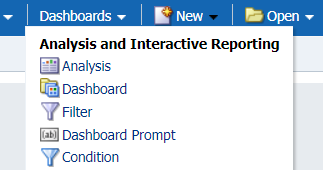 Dashboards New Open
Analysis and Interactive Reporting
Analysis
Dashboard
Filter
Dashboard Prompt
Condition